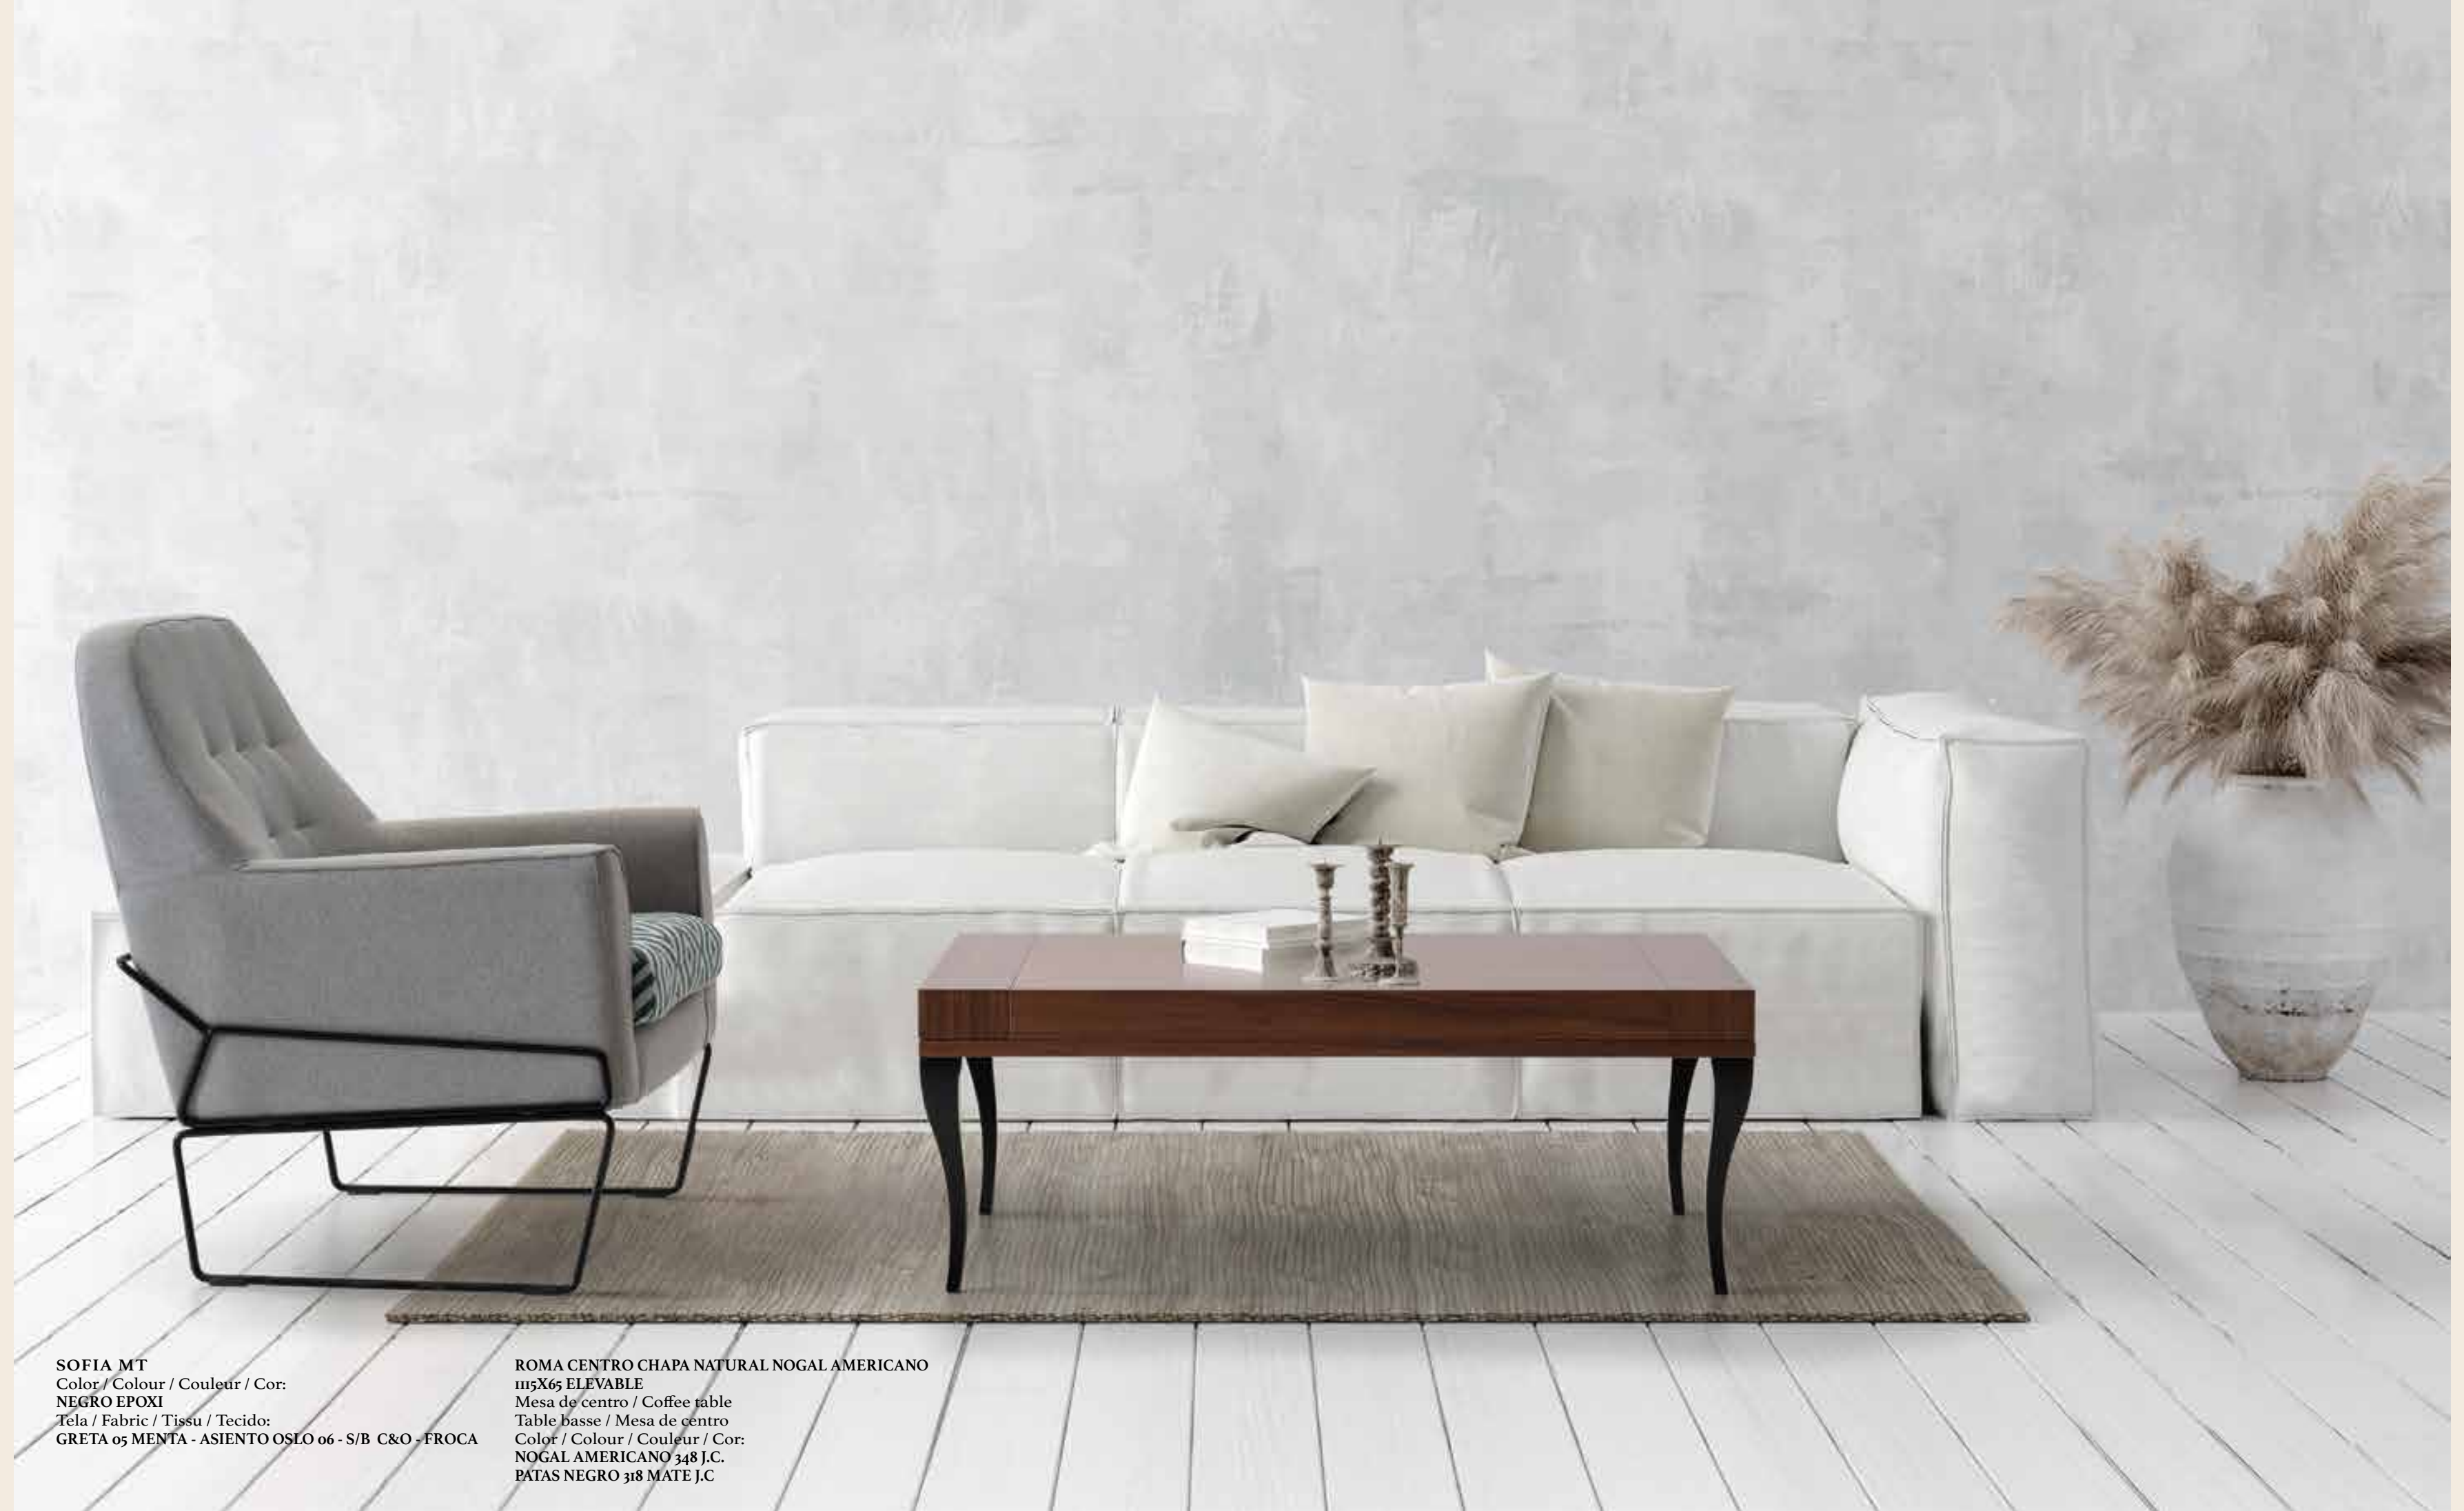 SOFIA MT
Color / Colour / Couleur / Cor:
NEGRO EPOXI
Tela / Fabric / Tissu / Tecido:
GRETA 05 MENTA - ASIENTO OSLO 06 - S/B C&O - FROCA
ROMA CENTRO CHAPA NATURAL NOGAL AMERICANO
1115X65 ELEVABLE
Mesa de centro / Coffee table
Table basse / Mesa de centro
Color / Colour / Couleur / Cor:
NOGAL AMERICANO 348 J.C.
PATAS NEGRO 318 MATE J.C